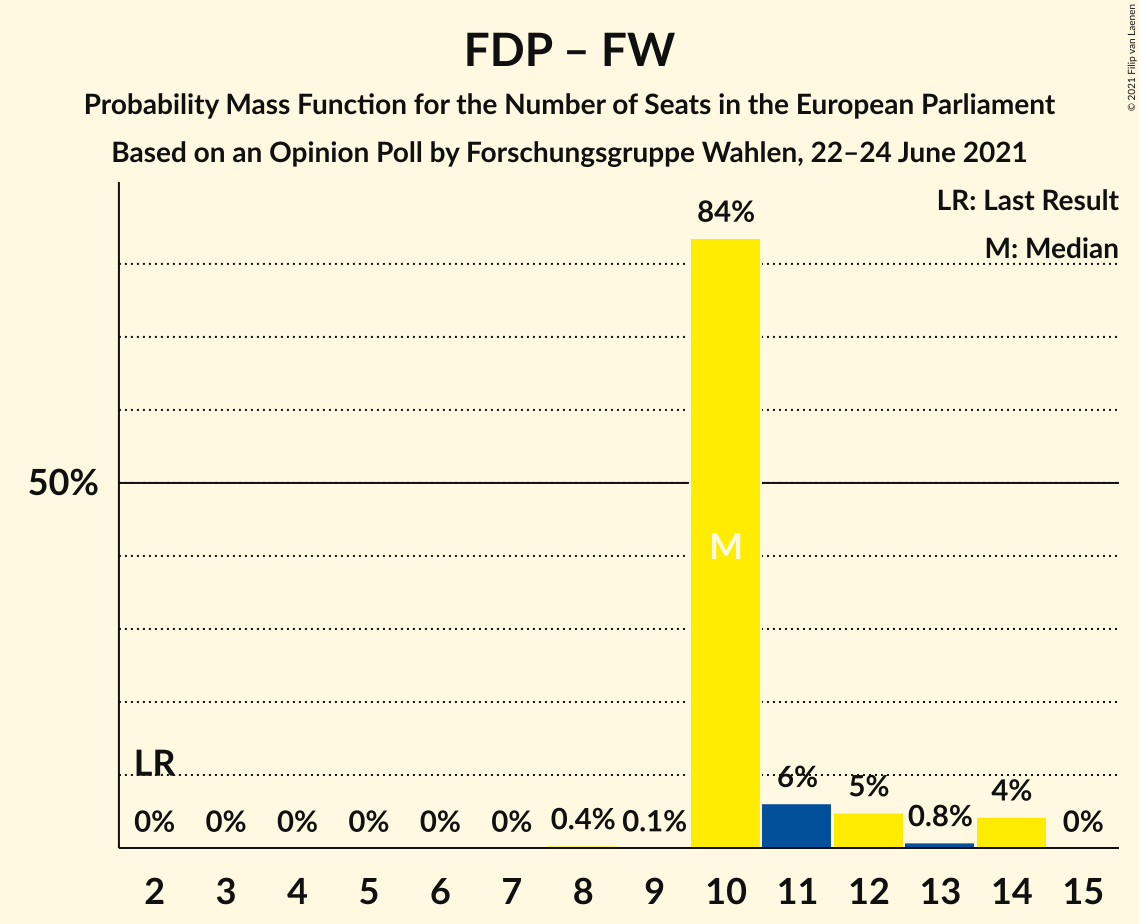 FDP – FW
Probability Mass Function for the Number of Seats in the European Parliament
Based on an Opinion Poll by Forschungsgruppe Wahlen, 22–24 June 2021
© 2021 Filip van Laenen
LR: Last Result
M: Median
84%
50%
M
LR
0% 0% 0% 0% 0% 0% 0.4% 0.1% 6% 5% 0.8% 4% 0%
2 3 4 5 6 7 8 9 10 11 12 13 14 15